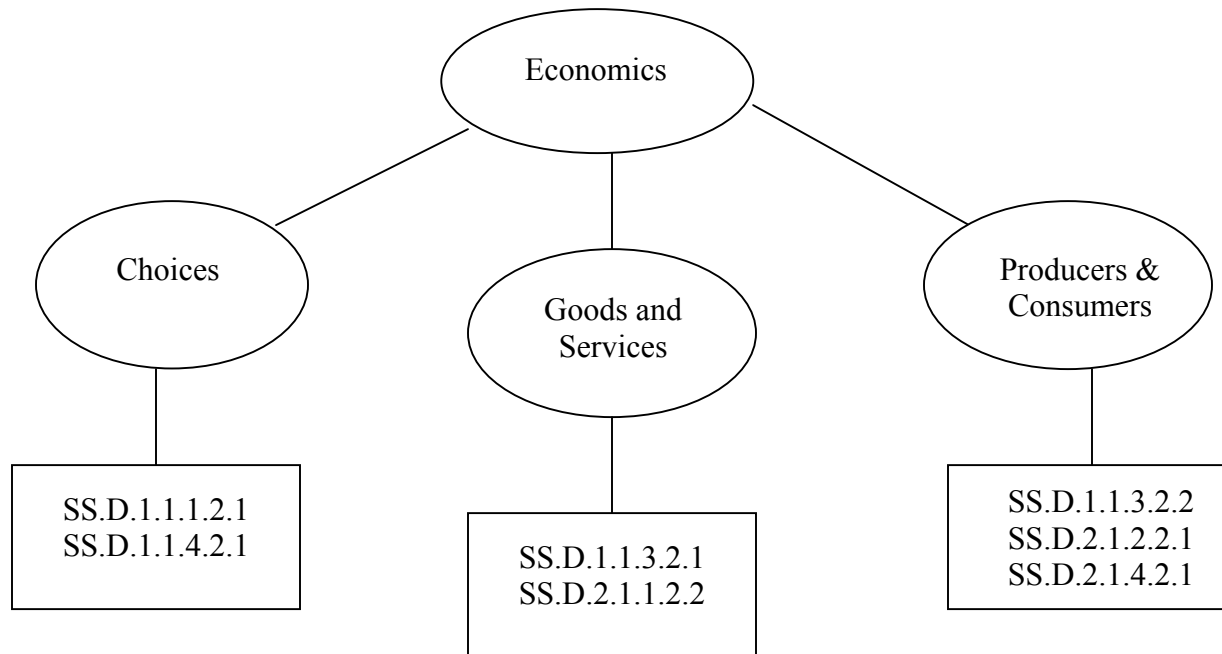 Economics
Choices
Goods and
Services
Producers &
Consumers
SS.D.1.1.1.2.1
SS.D.1.1.4.2.1
SS.D.1.1.3.2.1
SS.D.2.1.1.2.2
SS.D.1.1.3.2.2
SS.D.2.1.2.2.1
SS.D.2.1.4.2.1